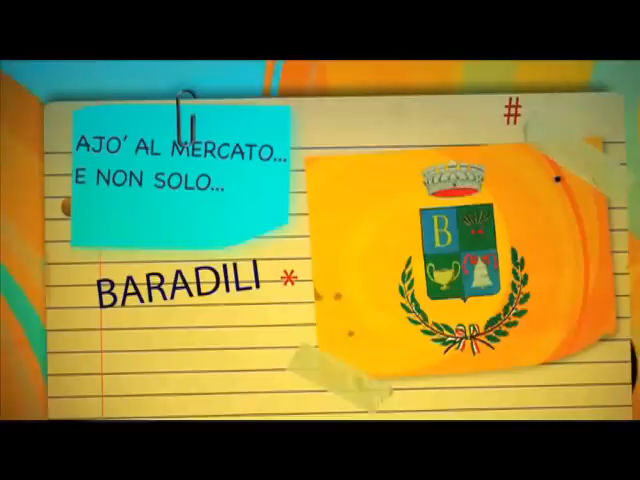 #
AJO' AL MERCATO...
E NON SOLO...
B
BARADILI *